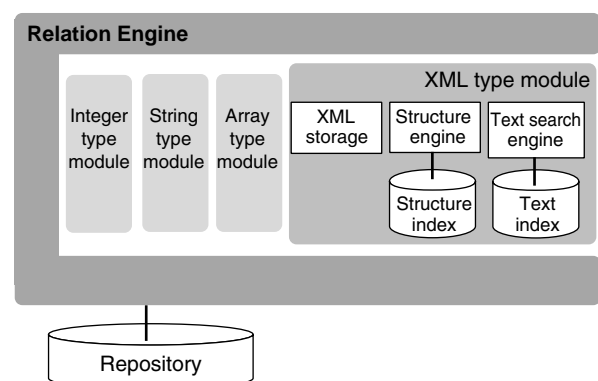 Relation Engine
XML type module
Integer
type
module
String
type
module
Array
type
module
XML
storage
Structure
engine
Text search
engine
Structure
index
Text
index
Repository